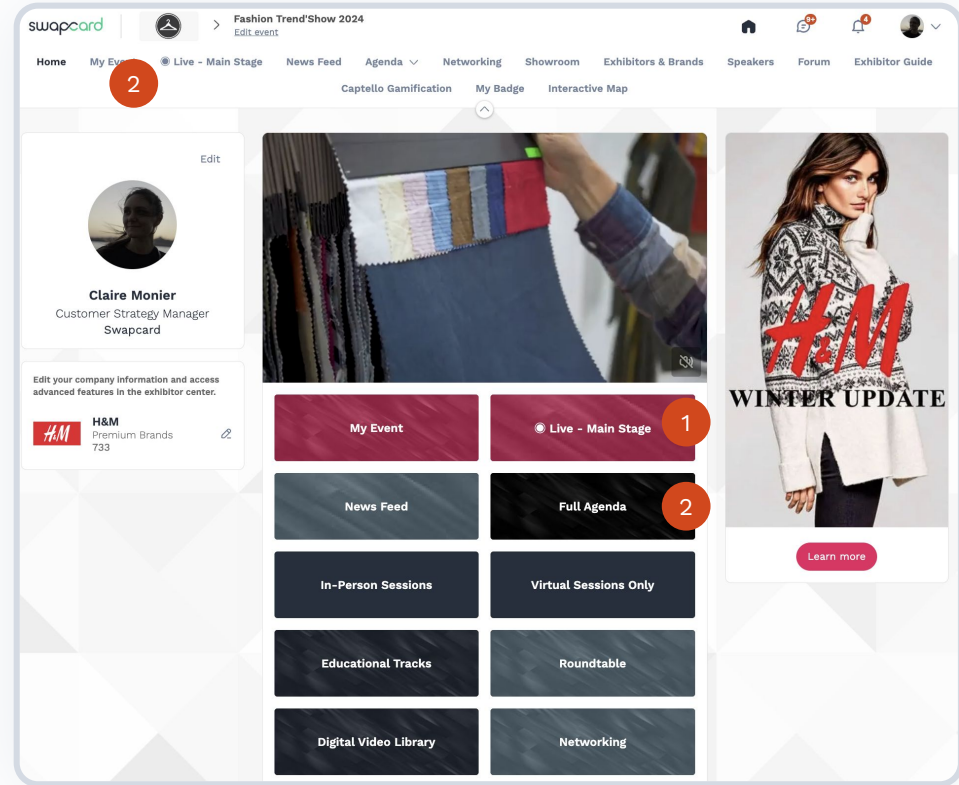 swapcard
Fashion Trend'Show 2024
Edit event
9+
4
Home My Live - Main Stage News Feed Agenda Networking Showroom Exhibitors & Brands Speakers Forum Exhibitor Guide
2
Captello Gamification My Badge Interactive Map
Edit
Claire Monier
Customer Strategy Manager
Swapcard
Edit your company information and access
advanced features in the exhibitor center.
H&M
H&M
Premium Brands
733
My Event
Live - Main Stage
1
News Feed
Full Agenda
2
In-Person Sessions
Virtual Sessions Only
Educational Tracks
Roundtable
Digital Video Library
Networking
H&M
WINTER UPDATE
Learn more